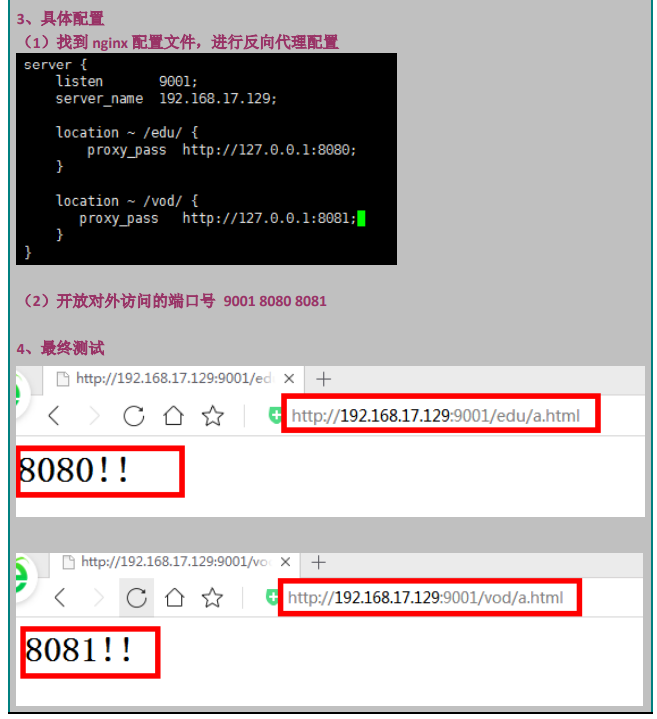 3、具体配置
（1）找到 nginx 配置文件，进行反向代理配置
server {
    listen       9001;
    server_name  192.168.17.129;
    location ~ /edu/ {
        proxy_pass  http://127.0.0.1:8080;
    }
    location ~ /vod/ {
       proxy_pass   http://127.0.0.1:8081;
    }
}
（2）开放对外访问的端口号 9001 8080 8081
4、最终测试
http://192.168.17.129:9001/ed
http://192.168.17.129:9001/edu/a.html
8080!!
http://192.168.17.129:9001/vo
http://192.168.17.129:9001/vod/a.html
8081!!